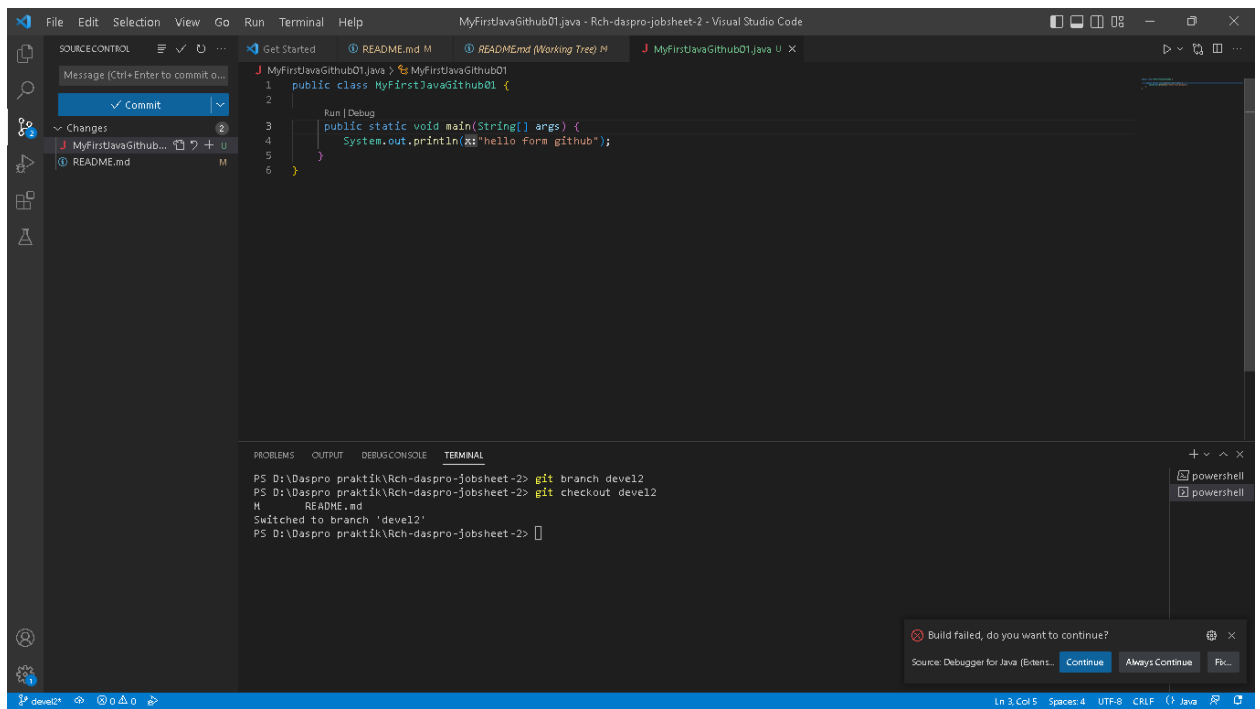 File Edit Selection View Go Run Terminal Help MyFirstJavaGithub01.java - Rch-daspro-jobsheet-2 - Visual Studio Code
SOURCE CONTROL
Get Started README.md M README.md (Working Tree) M J MyFirstJavaGithub01.java U
Message (Ctrl+Enter to commit o...
Commit
Changes 2
J MyFirstJavaGithub... U
README.md M
2
J MyFirstJavaGithub01.java > MyFirstJavaGithub01
1 public class MyFirstJavaGithub01 {
2
Run | Debug
3 public static void main(String[] args) {
4 System.out.println(x:"hello form github");
5 }
6 }
PROBLEMS OUTPUT DEBUG CONSOLE TERMINAL
PS D:\Daspro praktik\Rch-daspro-jobsheet-2> git branch devel2
PS D:\Daspro praktik\Rch-daspro-jobsheet-2> git checkout devel2
M README.md
Switched to branch 'devel2'
PS D:\Daspro praktik\Rch-daspro-jobsheet-2>
powershell
powershell
Build failed, do you want to continue?
Source: Debugger for Java (Extens... Continue Always Continue Fix...
1
devel2* 0 0 Ln 3, Col 5 Spaces: 4 UTF-8 CRLF {} Java